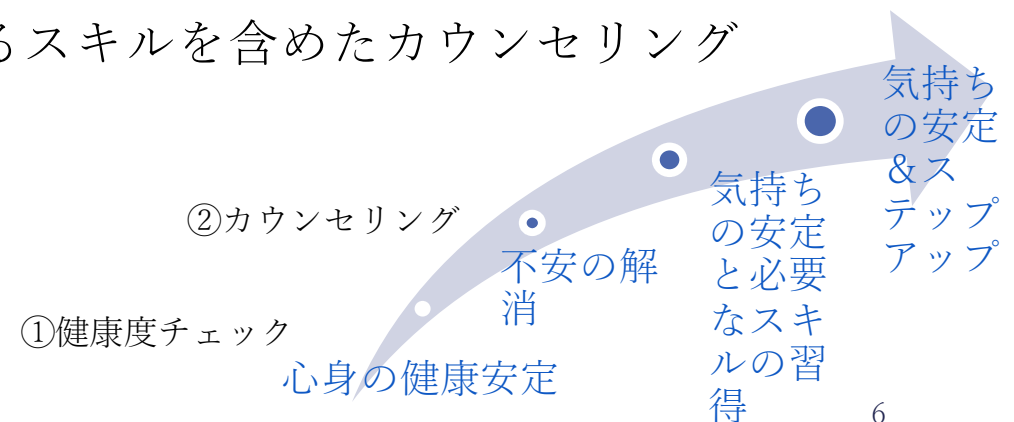 るスキルを含めたカウンセリング
②カウンセリング
①健康度チェック
心身の健康安定
不安の解
消
気持ち
の安定
と必要
なスキ
ルの習
得
気持ち
の安定
＆ス
テップ
アップ
6